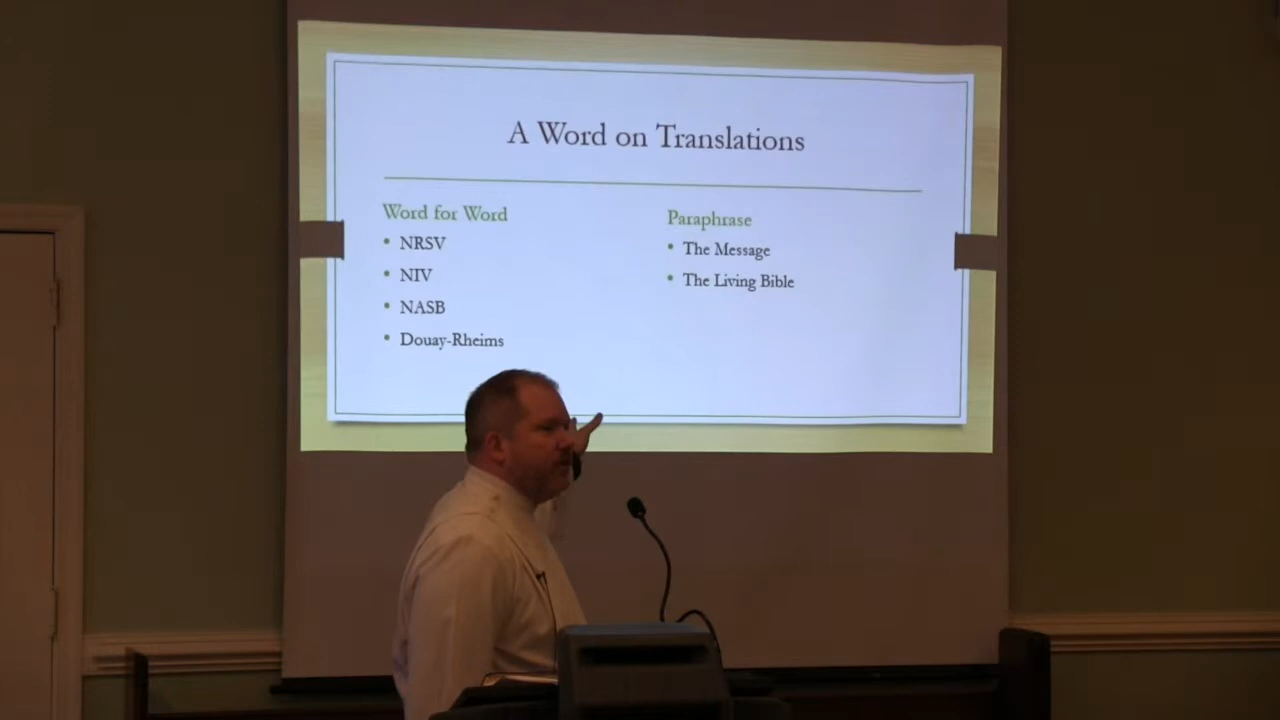 A Word on Translations
Word for Word
• NRSV
• NIV
• NASB
• Douay-Rheims
Paraphrase
• The Message
• The Living Bible